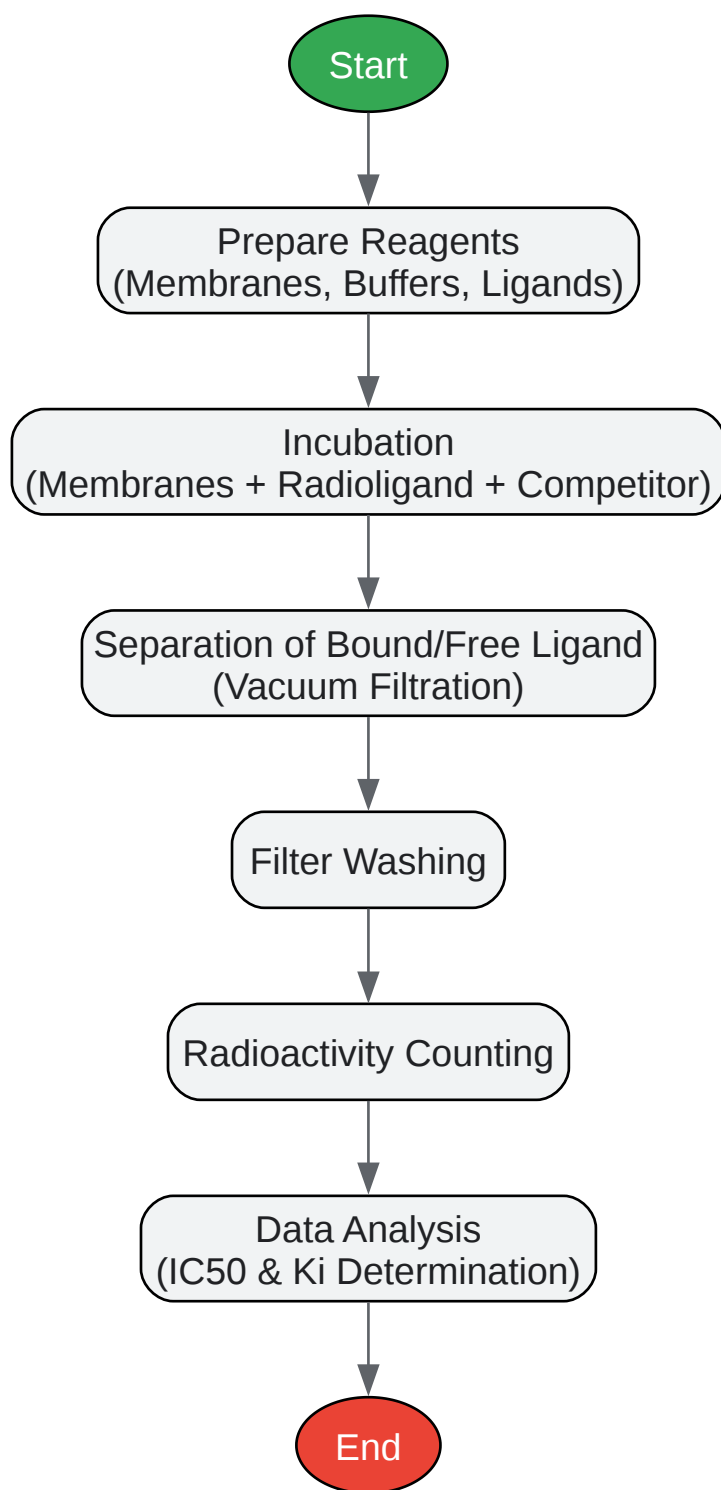 Start
Prepare Reagents
(Membranes, Buffers, Ligands)
Incubation
(Membranes + Radioligand + Competitor)
Separation of Bound/Free Ligand
(Vacuum Filtration)
Filter Washing
Radioactivity Counting
Data Analysis
(IC50 & Ki Determination)
End